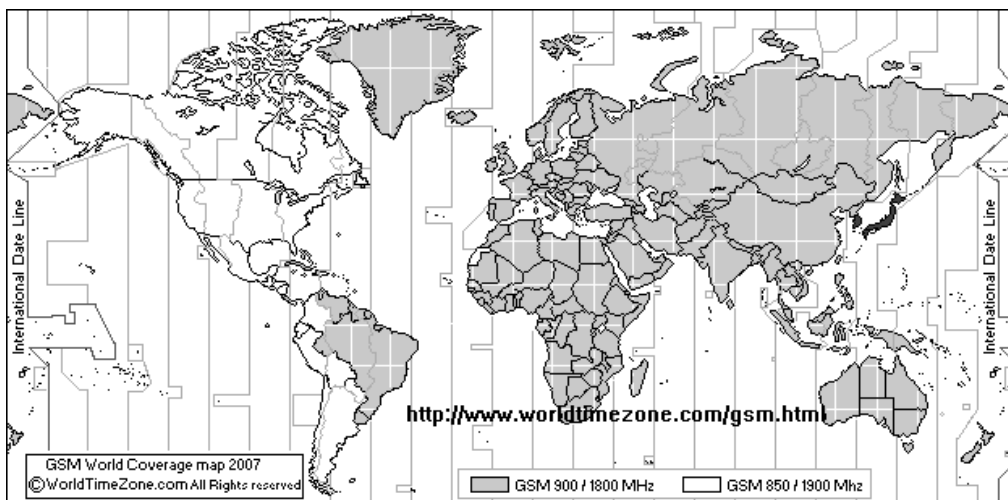 International Date Line
International Date Line
http://www.worldtimezone.com/gsm.html
GSM World Coverage map 2007
©WorldTimeZone.com All Rights reserved
GSM 900 / 1800 MHz
GSM 850 / 1900 Mhz